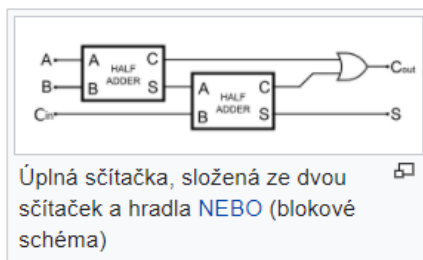 A A C C
HALF ADDER
B B S A C Cout
HALF ADDER
Cin B S S
Úplná sčítačka, složená ze dvou
sčítaček a hradla NEBO (blokové
schéma)